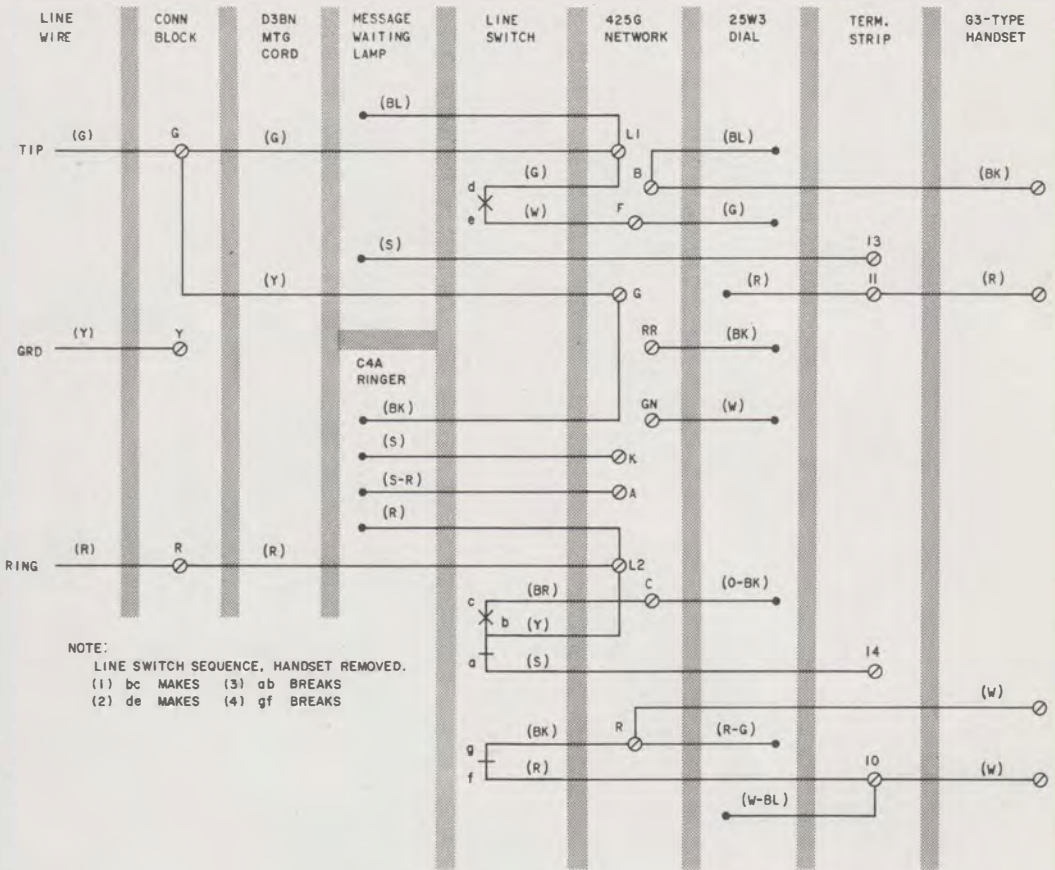 LINE WIRE
CONN BLOCK
D3BN MTG CORD
MESSAGE WAITING LAMP
LINE SWITCH
425G NETWORK
25W3 DIAL
TERM. STRIP
G3-TYPE HANDSET
(BL)
TIP (G) G (G) L1 (BL)
d (G) B (BK)
e (W) F (G)
(S) 13
(Y) G (R) 11 (R)
GRD (Y) Y RR (BK)
C4A RINGER
(BK) GN (W)
(S) K
(S-R) A
(R)
RING (R) R (R) L2
c (BR) C (O-BK)
b (Y)
a (S) 14
NOTE:
LINE SWITCH SEQUENCE, HANDSET REMOVED.
(1) bc MAKES (3) ab BREAKS
(2) de MAKES (4) gf BREAKS
(W)
g (BK) R (R-G)
f (R) 10 (W)
(W-BL)